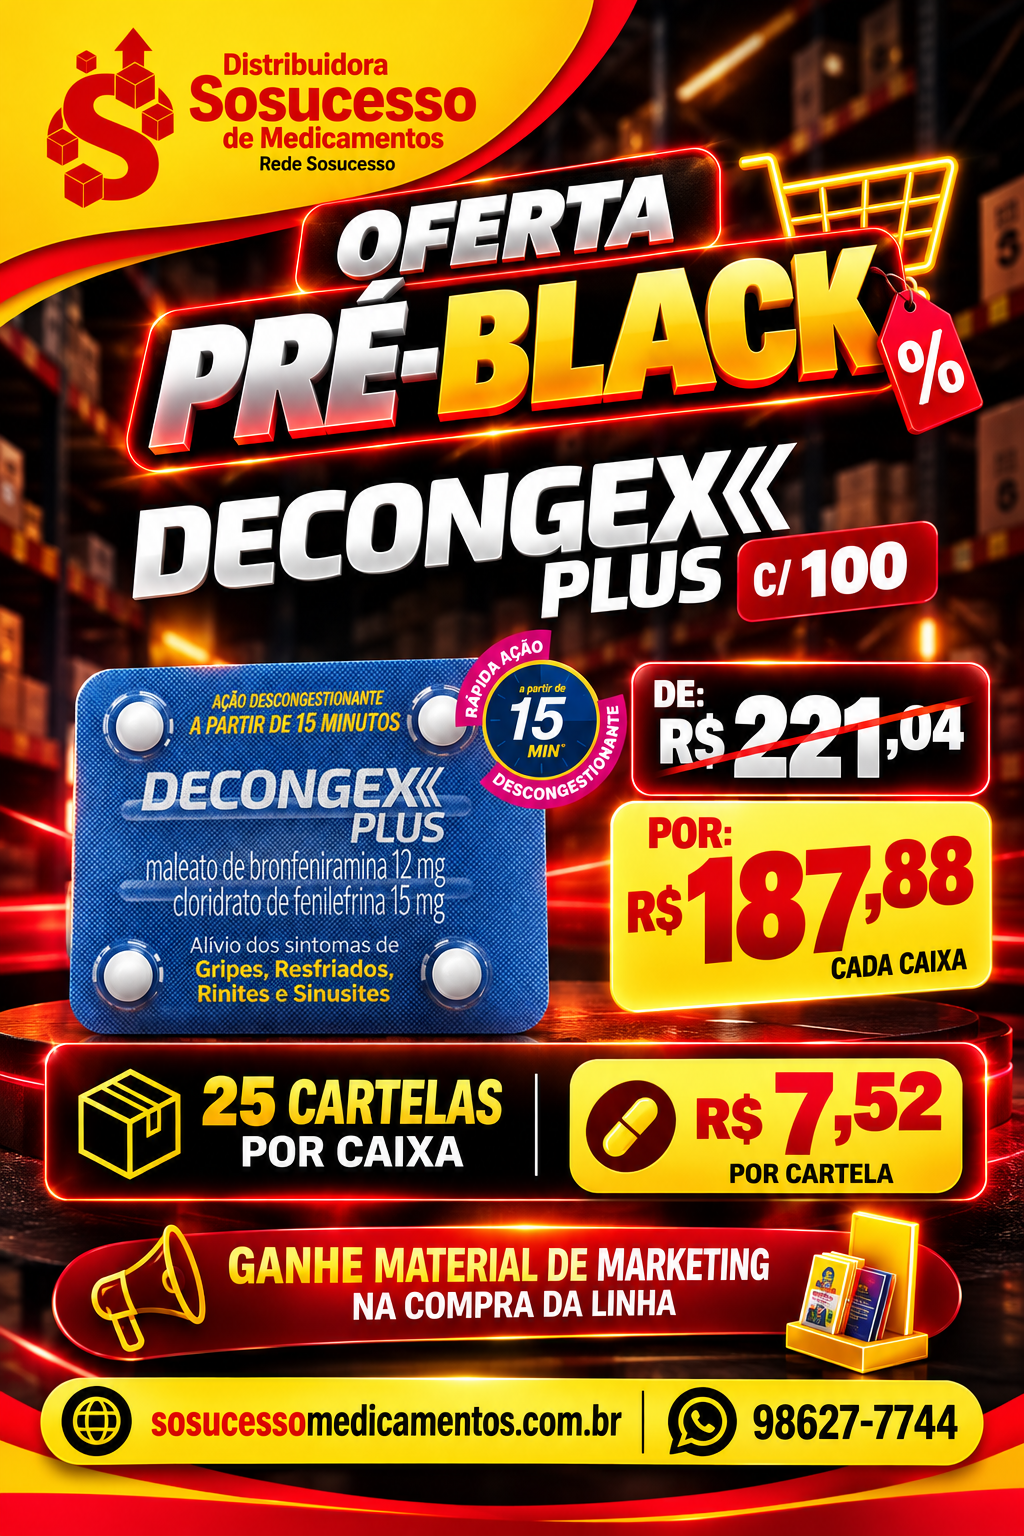 Distribuidora
Sosucesso
de Medicamentos
Rede Sosucesso
OFERTA
PRÉ-BLACK
%
DECONGEX
PLUS
C/ 100
AÇÃO DESCONGESTIONANTE
A PARTIR DE 15 MINUTOS
DECONGEX
PLUS
maleato de bronfeniramina 12 mg
cloridrato de fenilefrina 15 mg
Alívio dos sintomas de
Gripes, Resfriados,
Rinites e Sinusites
RÁPIDA AÇÃO
a partir de
15
MIN*
DESCONGESTIONANTE
DE:
R$ 221,04
POR:
R$ 187,88
CADA CAIXA
25 CARTELAS
POR CAIXA
R$ 7,52
POR CARTELA
GANHE MATERIAL DE MARKETING
NA COMPRA DA LINHA
sosucessomedicamentos.com.br
98627-7744